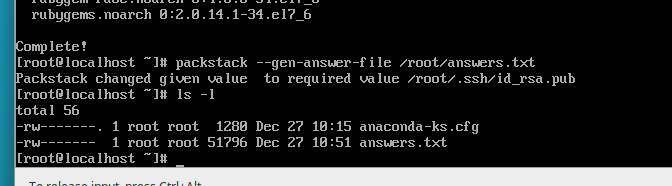 rubygems.noarch 0:2.0.14.1-34.el7_6
Complete!
[root@localhost ~]# packstack --gen-answer-file /root/answers.txt
Packstack changed given value  to required value /root/.ssh/id_rsa.pub
[root@localhost ~]# ls -l
total 56
-rw-------. 1 root root  1280 Dec 27 10:15 anaconda-ks.cfg
-rw-------  1 root root 51796 Dec 27 10:51 answers.txt
[root@localhost ~]# _
To release input, press Ctrl+Alt